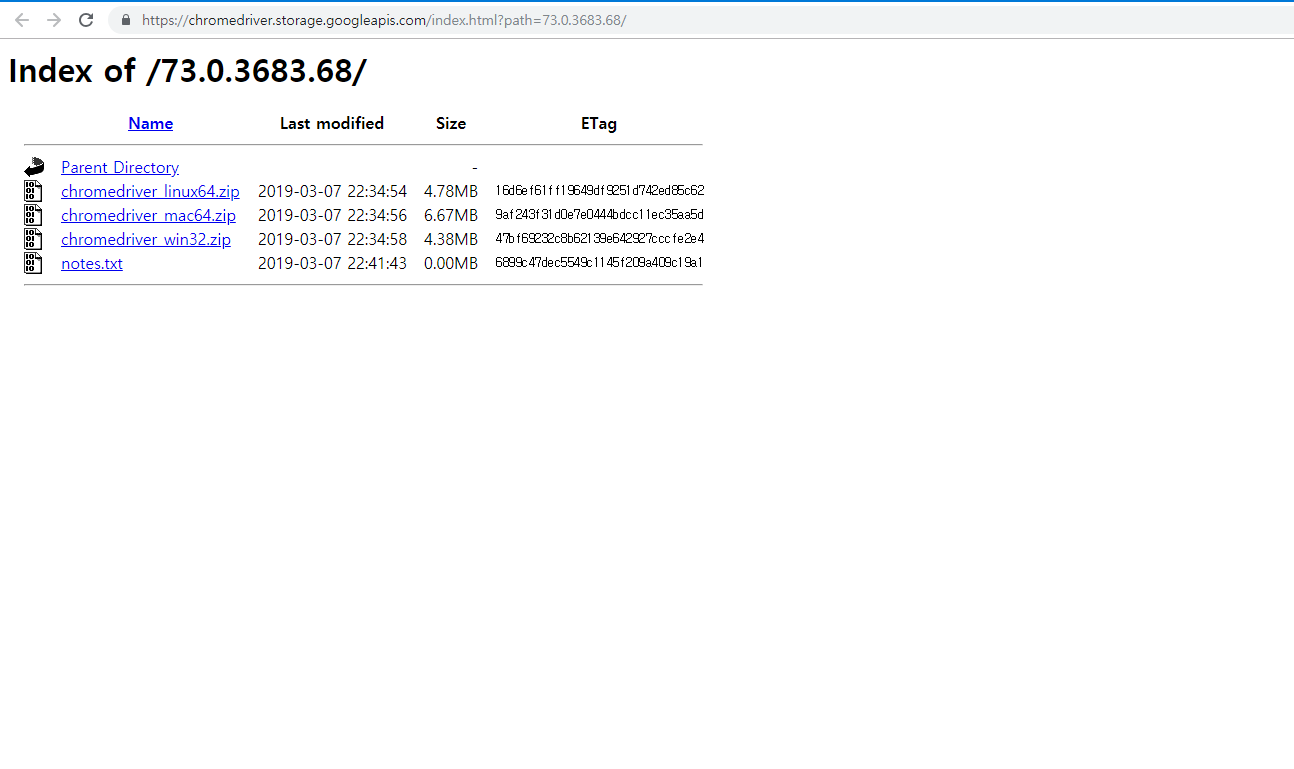 https://chromedriver.storage.googleapis.com/index.html?path=73.0.3683.68/
Index of /73.0.3683.68/
Name Last modified Size ETag
Parent Directory -
chromedriver_linux64.zip 2019-03-07 22:34:54 4.78MB 16d6ef61ff19649df9251d742ed85c62
chromedriver_mac64.zip 2019-03-07 22:34:56 6.67MB 9af243f31d0e7e0444bdcc11ec35aa5d
chromedriver_win32.zip 2019-03-07 22:34:58 4.38MB 47bf69232c8b62139e642927cccfe2e4
notes.txt 2019-03-07 22:41:43 0.00MB 6899c47dec5549c1145f209a409c19a1